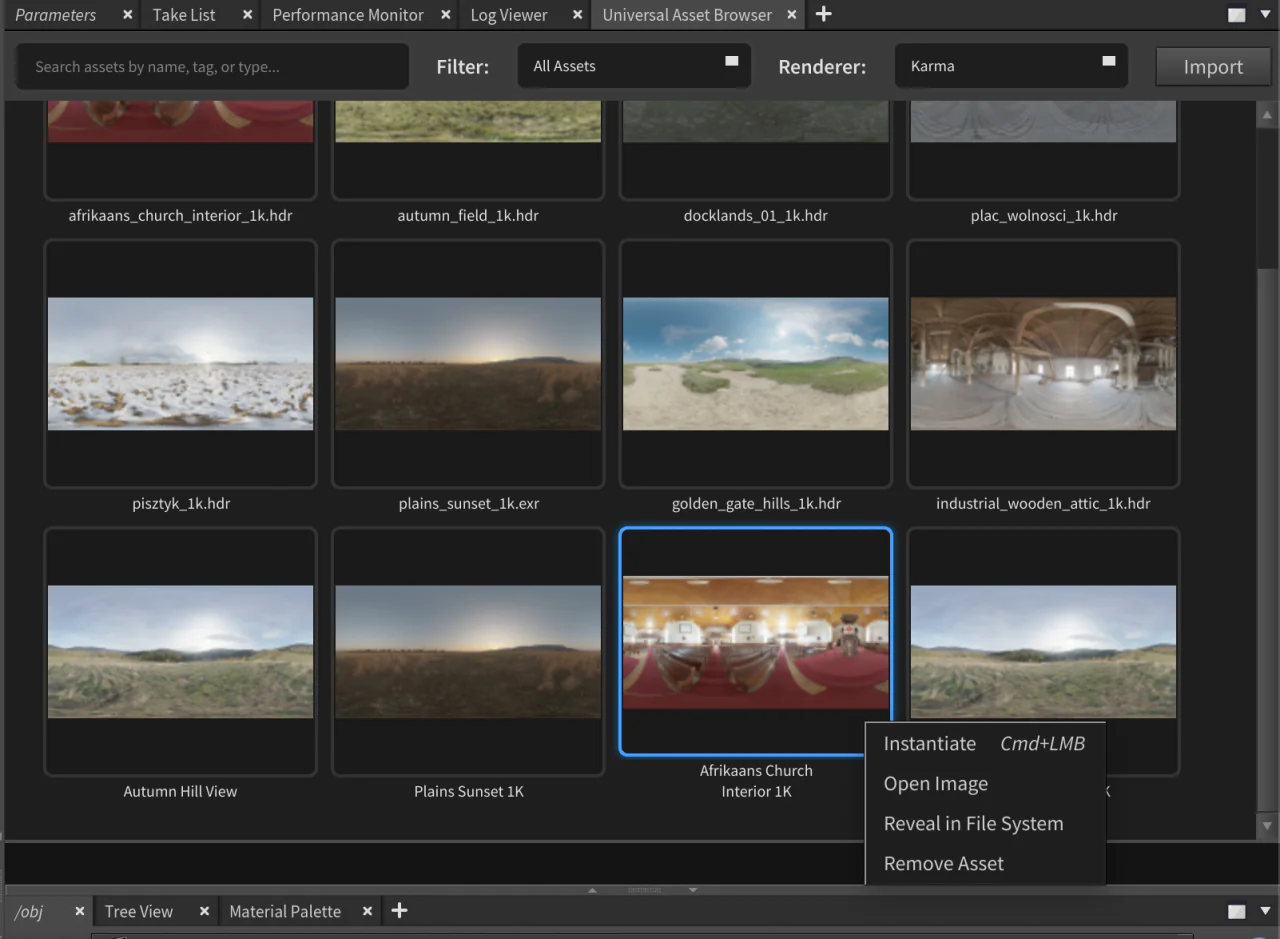 Parameters × Take List × Performance Monitor × Log Viewer × Universal Asset Browser × +
Search assets by name, tag, or type... Filter: All Assets Renderer: Karma Import
afrikaans_church_interior_1k.hdr autumn_field_1k.hdr docklands_01_1k.hdr plac_wolnosci_1k.hdr
pisztyk_1k.hdr plains_sunset_1k.exr golden_gate_hills_1k.hdr industrial_wooden_attic_1k.hdr
Autumn Hill View Plains Sunset 1K Afrikaans Church
Interior 1K
K
Instantiate Cmd+LMB
Open Image
Reveal in File System
Remove Asset
/obj × Tree View × Material Palette × +